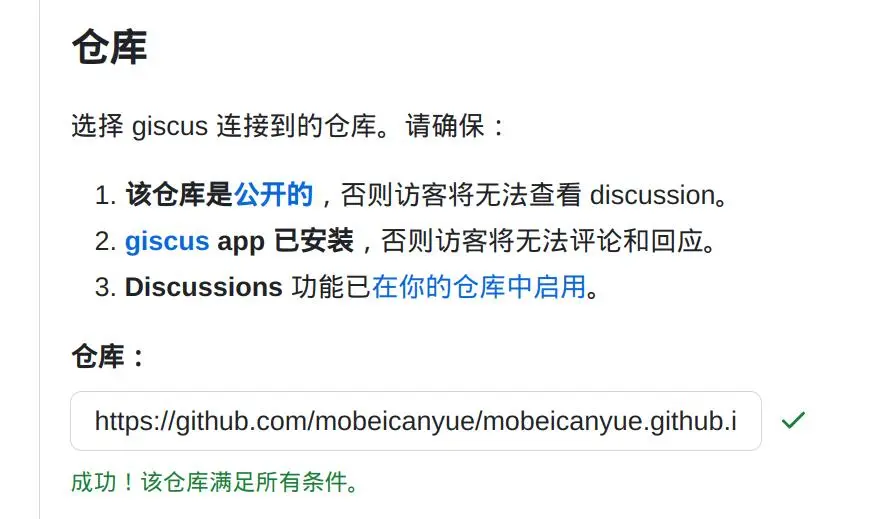 仓库
选择 giscus 连接到的仓库。请确保：
1. 该仓库是公开的，否则访客将无法查看 discussion。
2. giscus app 已安装，否则访客将无法评论和回应。
3. Discussions 功能已在你的仓库中启用。
仓库：
https://github.com/mobeicanyue/mobeicanyue.github.i
成功！该仓库满足所有条件。